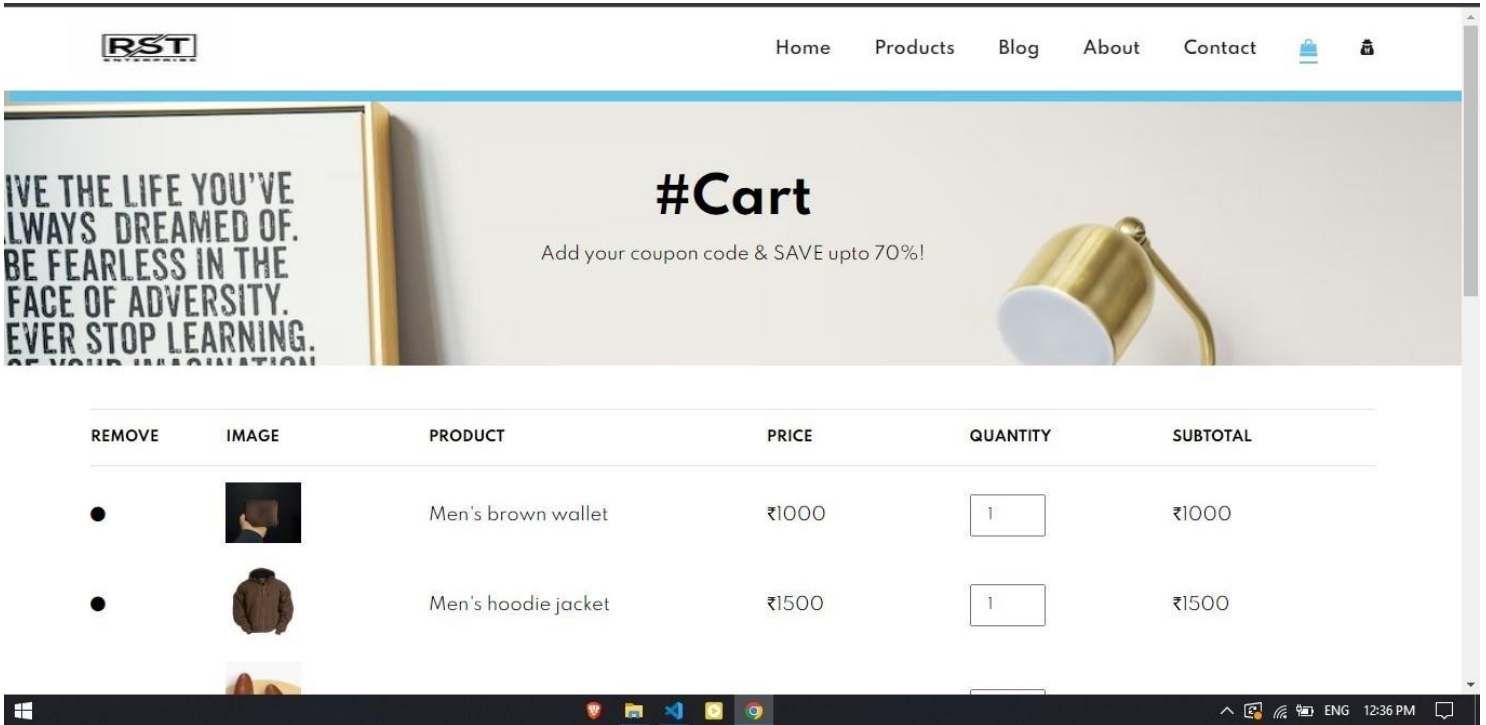 RST
ENTERPRISE
Home Products Blog About Contact
IVE THE LIFE YOU'VE
LWAYS DREAMED OF.
BE FEARLESS IN THE
FACE OF ADVERSITY.
EVER STOP LEARNING.
#Cart
Add your coupon code & SAVE upto 70%!
REMOVE IMAGE PRODUCT PRICE QUANTITY SUBTOTAL
Men's brown wallet ₹1000 1 ₹1000
Men's hoodie jacket ₹1500 1 ₹1500
ENG 12:36 PM